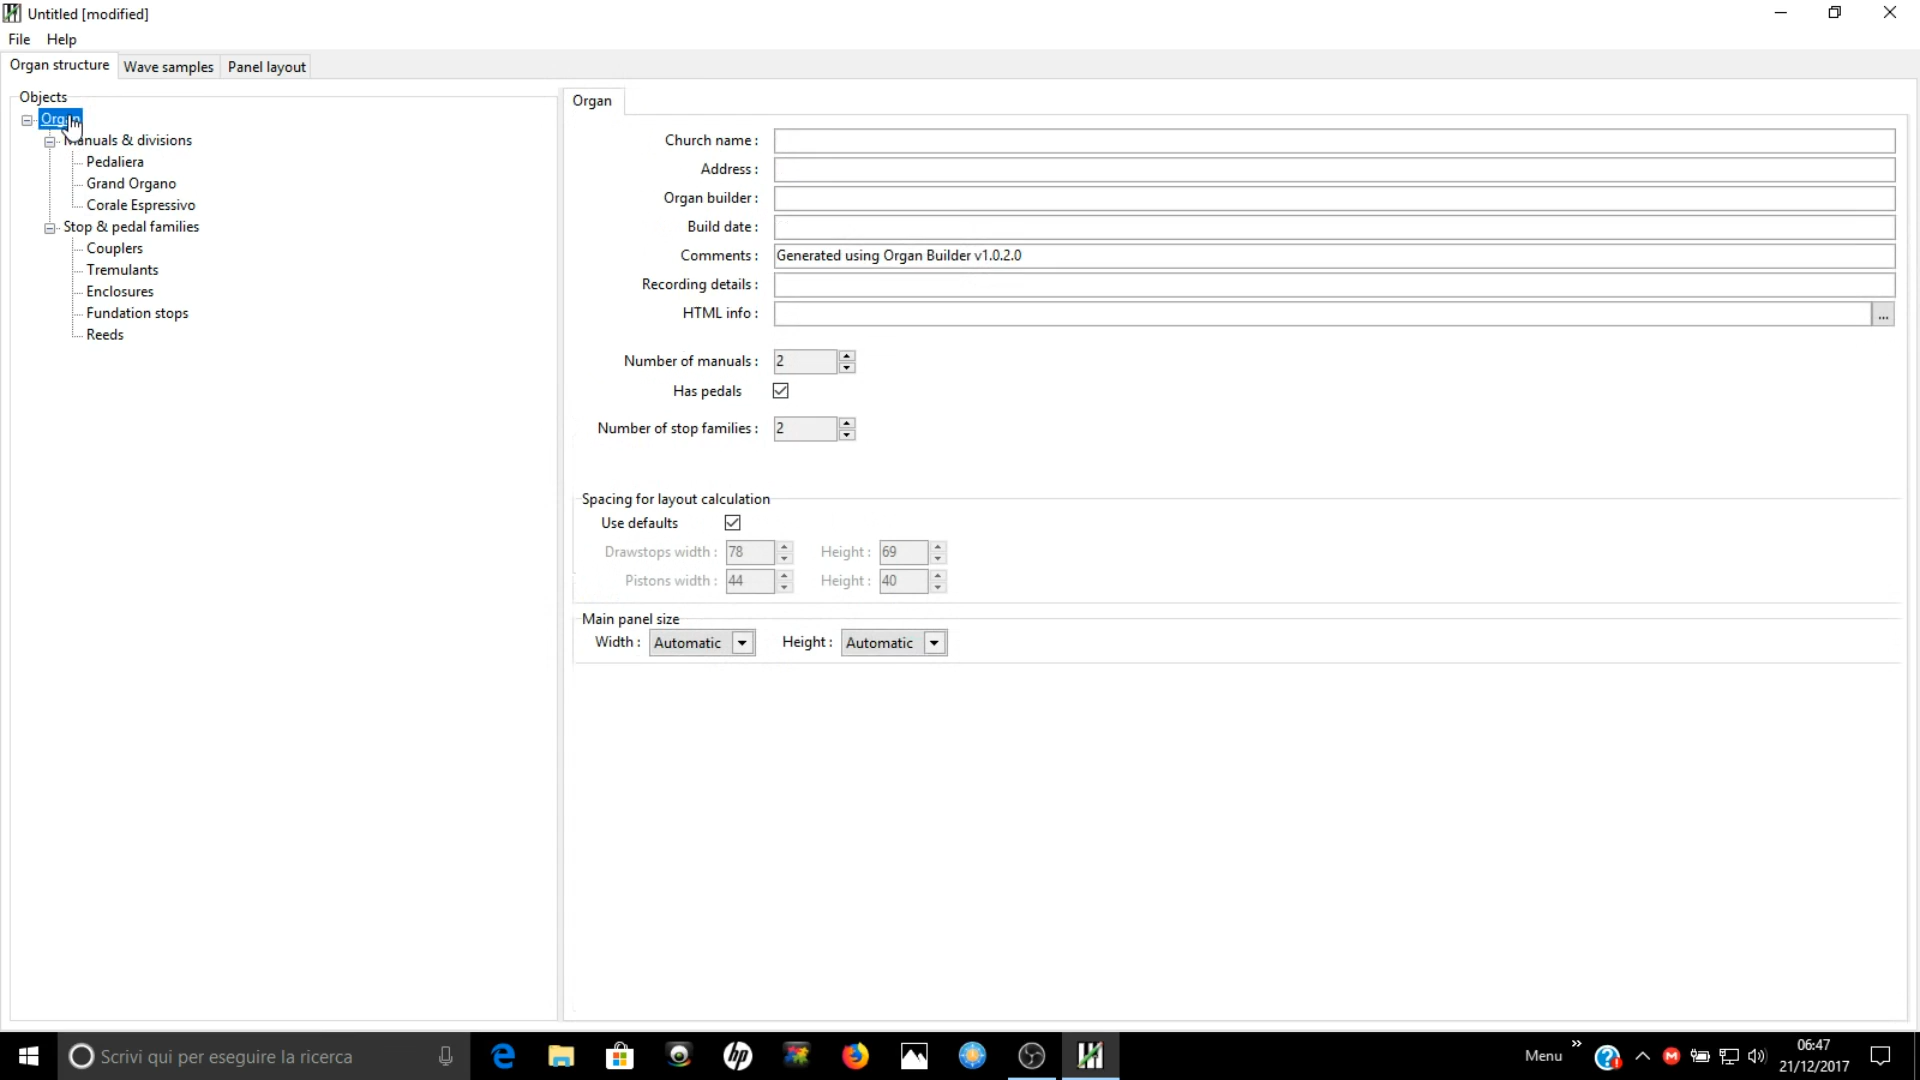 Untitled [modified]
File Help
Organ structure Wave samples Panel layout
Objects
Organ
Manuals & divisions
Pedaliera
Grand Organo
Corale Espressivo
Stop & pedal families
Couplers
Tremulants
Enclosures
Fundation stops
Reeds
Organ
Church name :
Address :
Organ builder :
Build date :
Comments : Generated using Organ Builder v1.0.2.0
Recording details :
HTML info : ...
Number of manuals : 2
Has pedals
Number of stop families : 2
Spacing for layout calculation
Use defaults
Drawstops width : 78 Height : 69
Pistons width : 44 Height : 40
Main panel size
Width : Automatic Height : Automatic
Scrivi qui per eseguire la ricerca
Menu »
06:47
21/12/2017